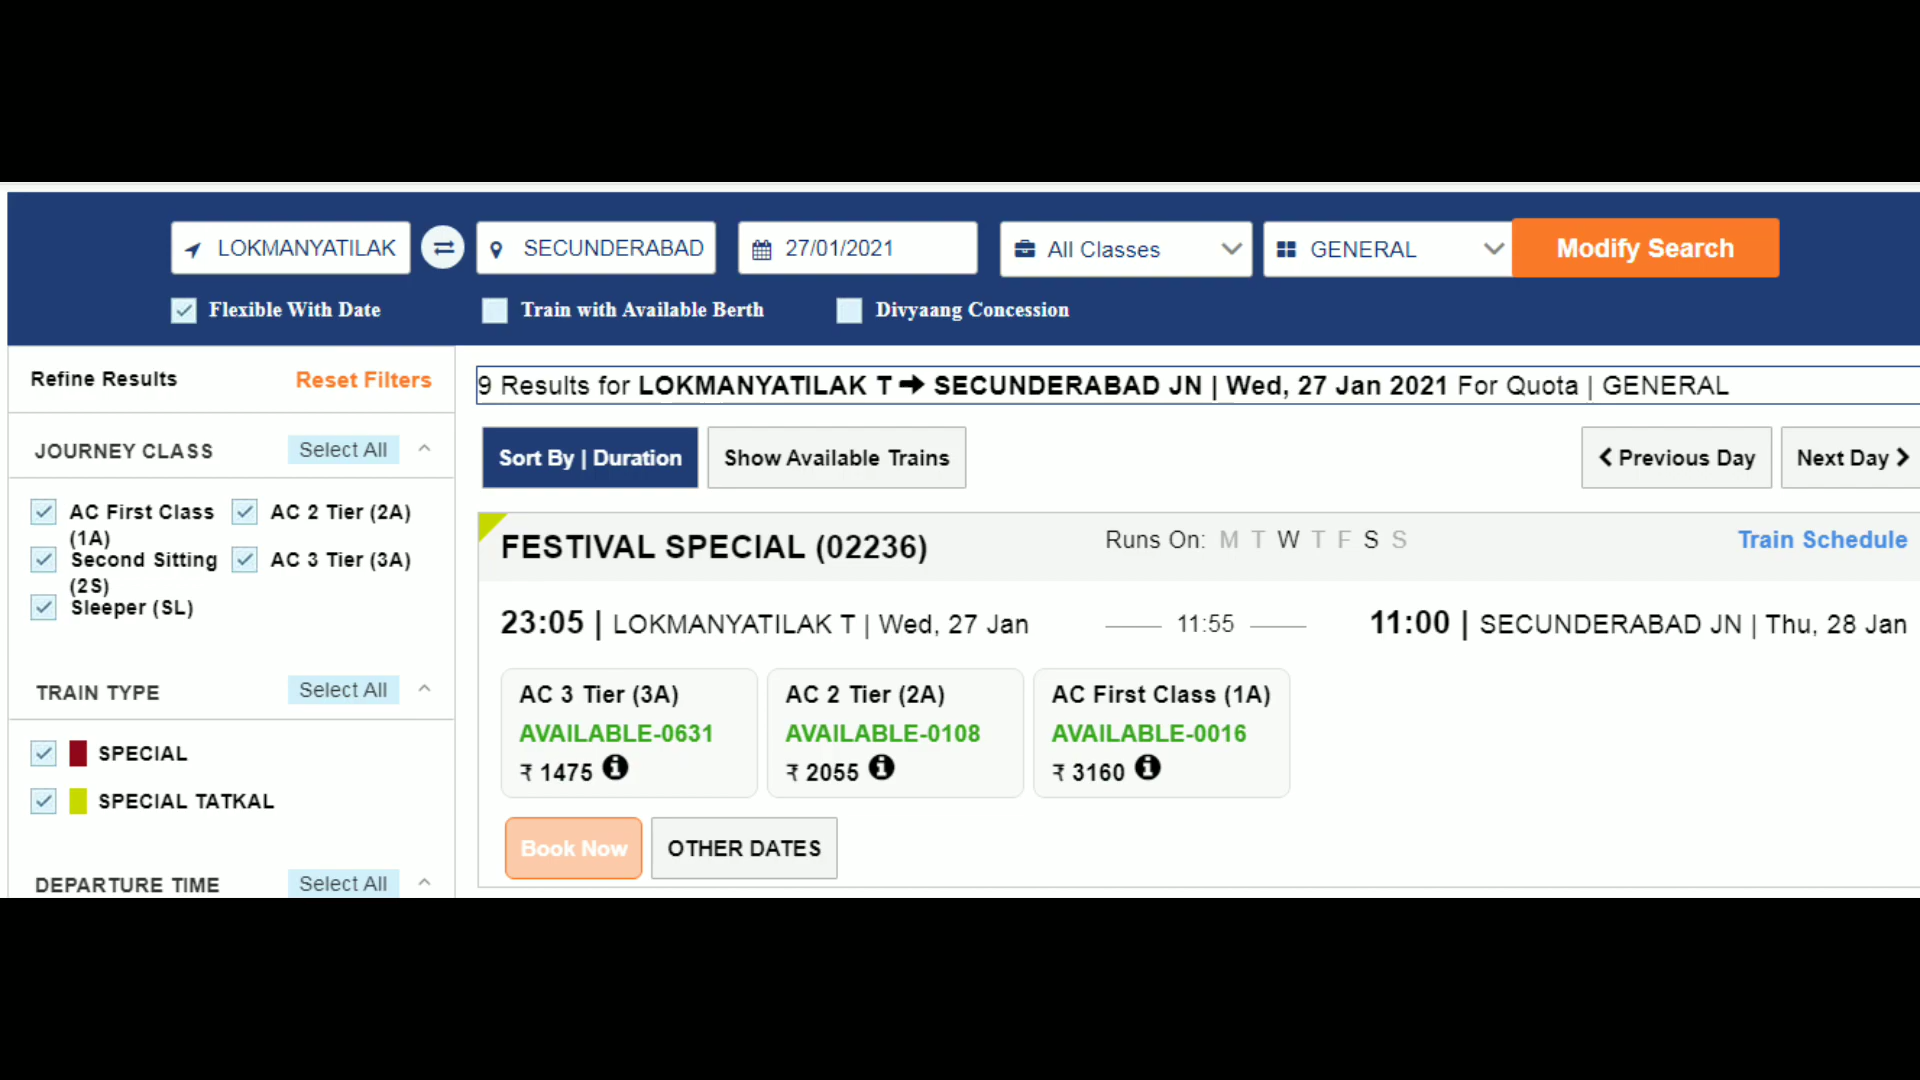 LOKMANYATILAK SECUNDERABAD 27/01/2021 All Classes GENERAL Modify Search
Flexible With Date Train with Available Berth Divyaang Concession
Refine Results Reset Filters
JOURNEY CLASS Select All
AC First Class (1A)
AC 2 Tier (2A)
Second Sitting (2S)
AC 3 Tier (3A)
Sleeper (SL)
TRAIN TYPE Select All
SPECIAL
SPECIAL TATKAL
DEPARTURE TIME Select All
9 Results for LOKMANYATILAK T → SECUNDERABAD JN | Wed, 27 Jan 2021 For Quota | GENERAL
Sort By | Duration Show Available Trains Previous Day Next Day
FESTIVAL SPECIAL (02236) Runs On: M T W T F S S Train Schedule
23:05 | LOKMANYATILAK T | Wed, 27 Jan 11:55 11:00 | SECUNDERABAD JN | Thu, 28 Jan
AC 3 Tier (3A) AC 2 Tier (2A) AC First Class (1A)
AVAILABLE-0631 AVAILABLE-0108 AVAILABLE-0016
₹ 1475 ₹ 2055 ₹ 3160
Book Now OTHER DATES